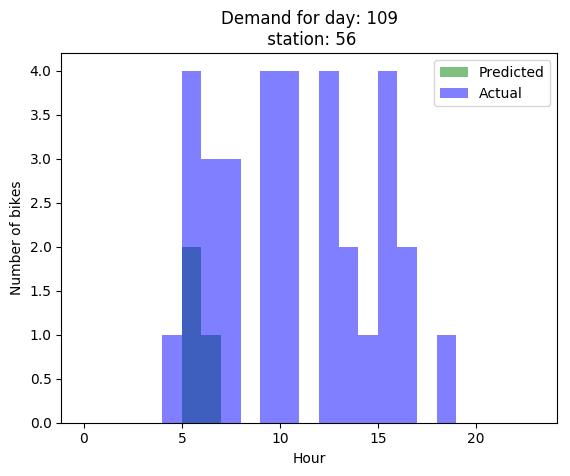 Demand for day: 109
station: 56
Predicted
Actual
Number of bikes
4.0
3.5
3.0
2.5
2.0
1.5
1.0
0.5
0.0
0 5 10 15 20
Hour